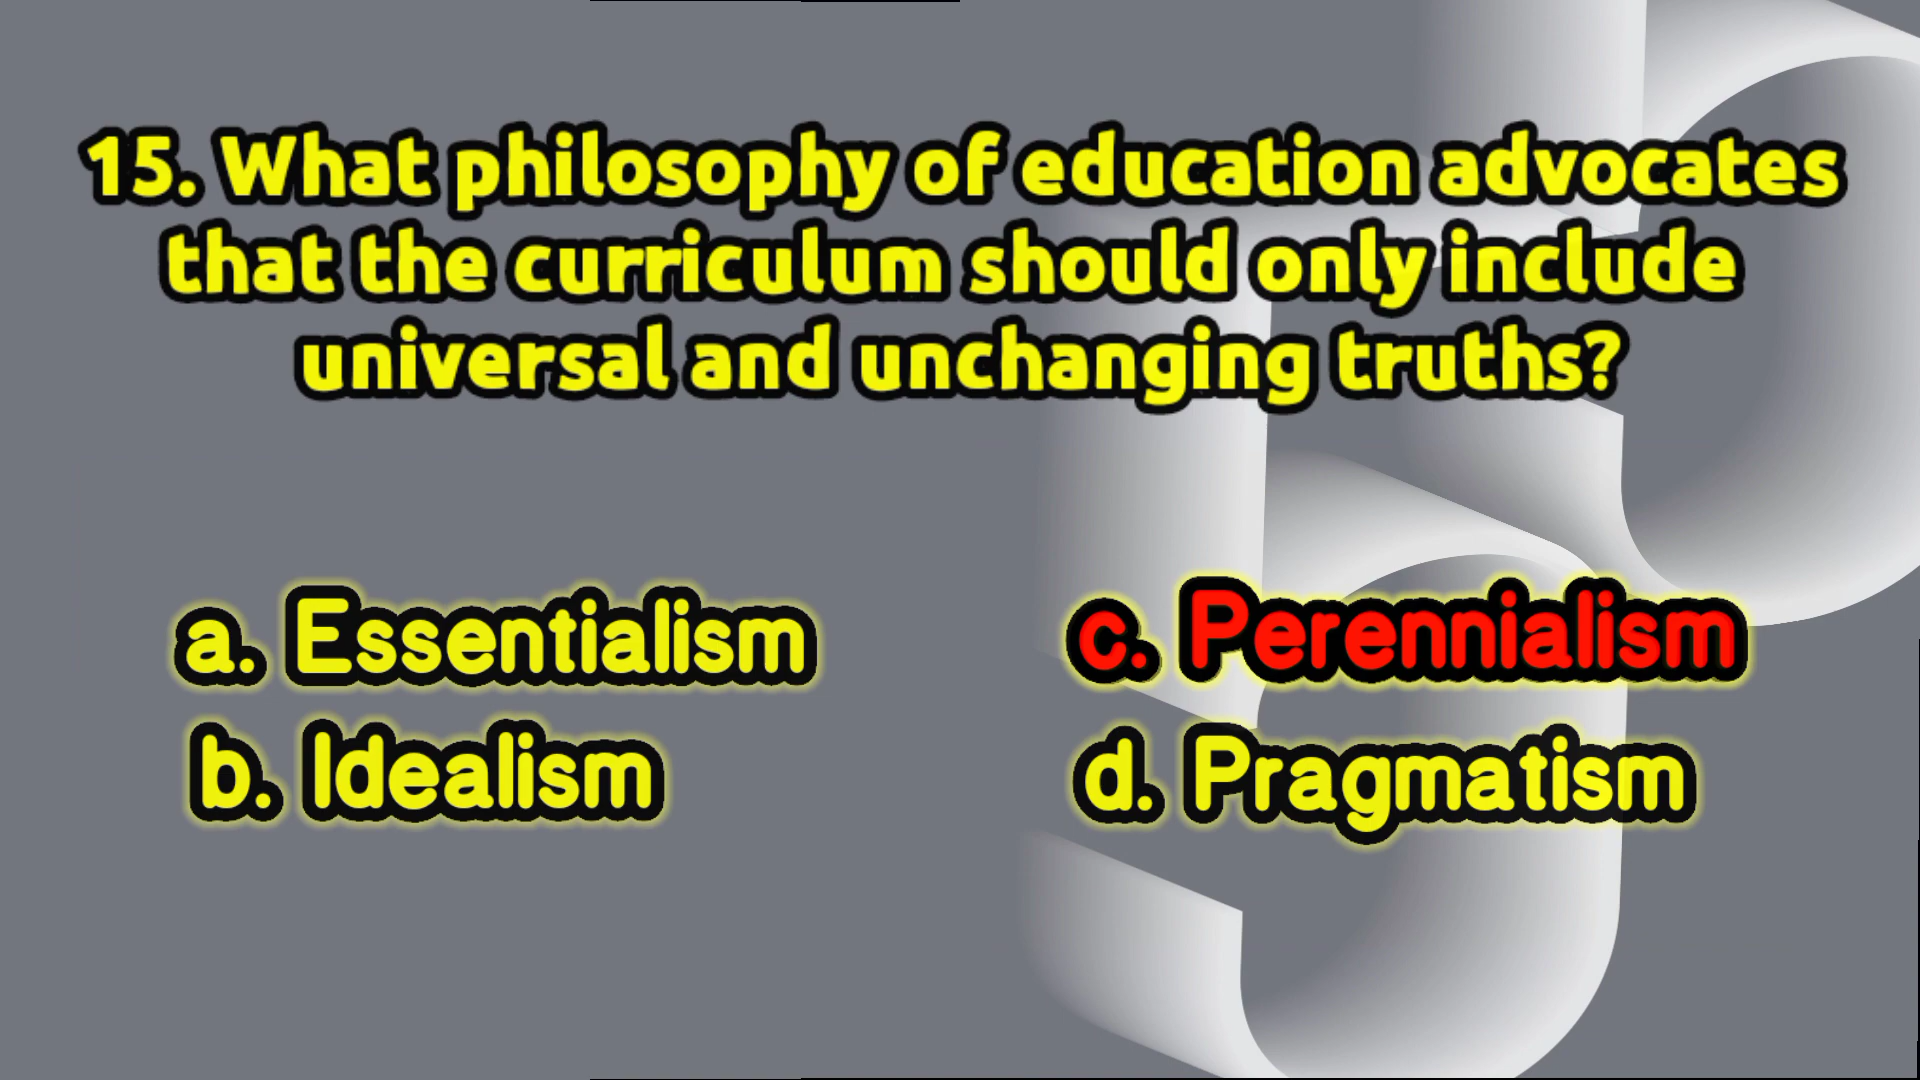 15. What philosophy of education advocates
that the curriculum should only include
universal and unchanging truths?
a. Essentialism
b. Idealism
c. Perennialism
d. Pragmatism